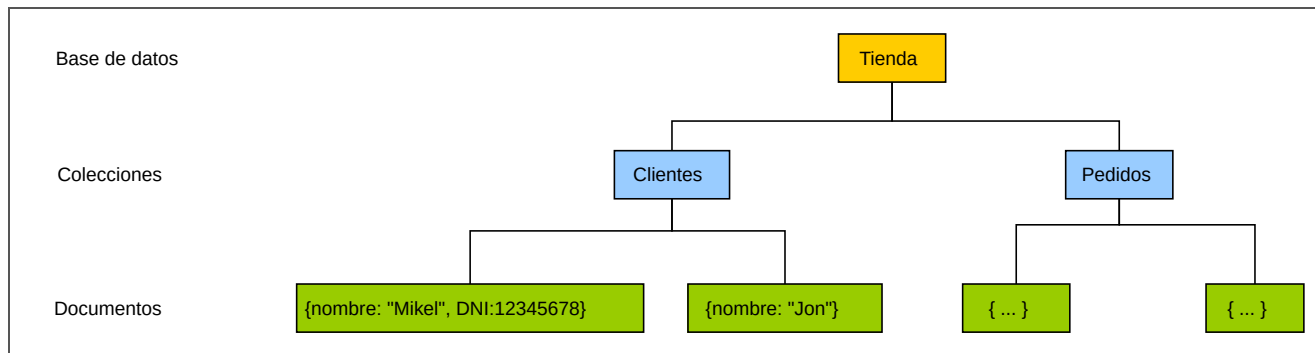 Base de datos
Tienda
Colecciones
Clientes
Pedidos
Documentos
{nombre: "Mikel", DNI:12345678}
{nombre: "Jon"}
{ ... }
{ ... }